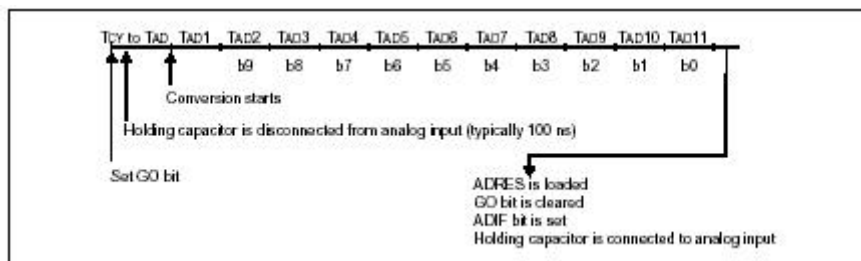 TCY to TAD TAD1 TAD2 TAD3 TAD4 TAD5 TAD6 TAD7 TAD8 TAD9 TAD10 TAD11
b9 b8 b7 b6 b5 b4 b3 b2 b1 b0
Conversion starts
Holding capacitor is disconnected from analog input (typically 100 ns)
Set GO bit
ADRES is loaded
GO bit is cleared
ADIF bit is set
Holding capacitor is connected to analog input